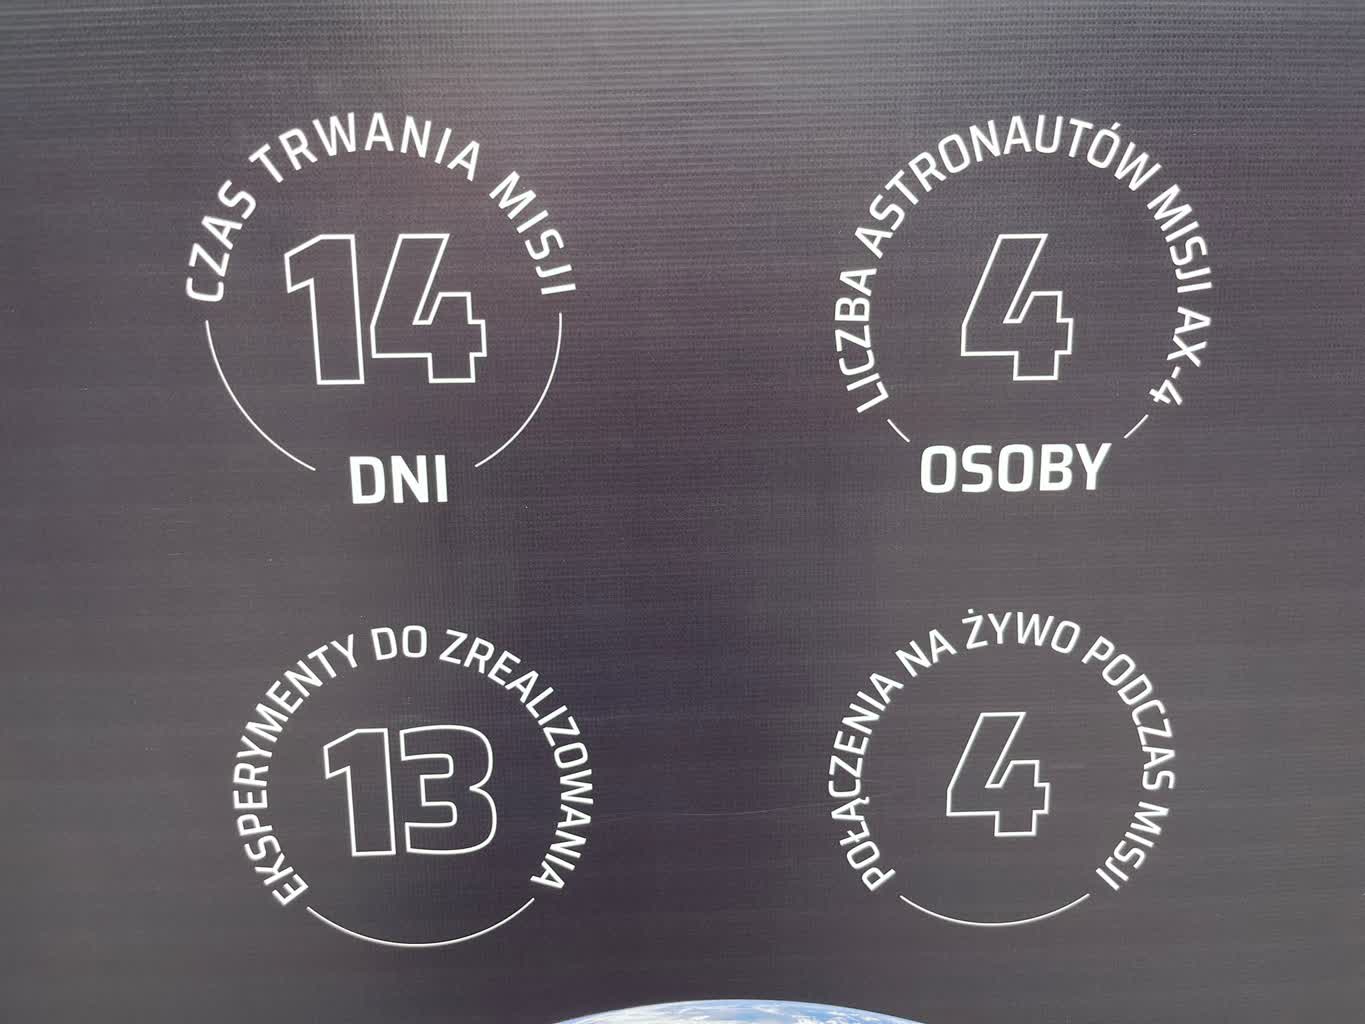 CZAS TRWANIA MISJI
14
DNI
LICZBA ASTRONAUTÓW MISJI AX-4
4
OSOBY
EKSPERYMENTY DO ZREALIZOWANIA
13
POŁĄCZENIA NA ŻYWO PODCZAS MISJI
4